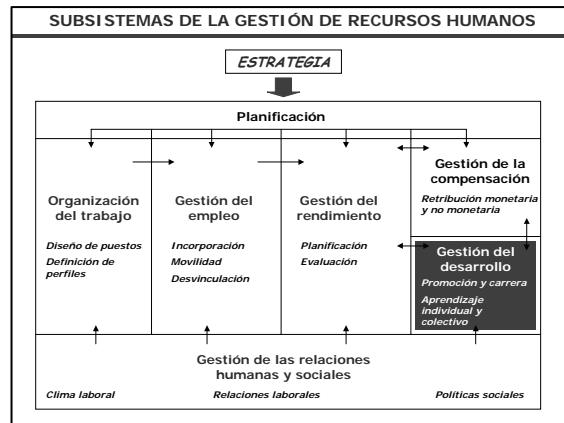 SUBSISTEMAS DE LA GESTIÓN DE RECURSOS HUMANOS
ESTRATEGIA
Planificación
Organización
del trabajo
Diseño de puestos
Definición de
perfiles
Gestión del
empleo
Incorporación
Movilidad
Desvinculación
Gestión del
rendimiento
Planificación
Evaluación
Gestión de la
compensación
Retribución monetaria
y no monetaria
Gestión del
desarrollo
Promoción y carrera
Aprendizaje
individual y
colectivo
Gestión de las relaciones
humanas y sociales
Clima laboral
Relaciones laborales
Políticas sociales